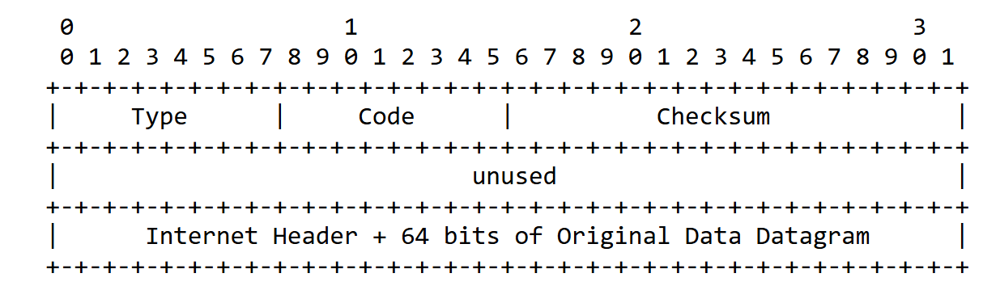 0                   1                   2                   3
 0 1 2 3 4 5 6 7 8 9 0 1 2 3 4 5 6 7 8 9 0 1 2 3 4 5 6 7 8 9 0 1
+-+-+-+-+-+-+-+-+-+-+-+-+-+-+-+-+-+-+-+-+-+-+-+-+-+-+-+-+-+-+-+-+
|     Type      |     Code      |          Checksum             |
+-+-+-+-+-+-+-+-+-+-+-+-+-+-+-+-+-+-+-+-+-+-+-+-+-+-+-+-+-+-+-+-+
|                             unused                            |
+-+-+-+-+-+-+-+-+-+-+-+-+-+-+-+-+-+-+-+-+-+-+-+-+-+-+-+-+-+-+-+-+
|      Internet Header + 64 bits of Original Data Datagram      |
+-+-+-+-+-+-+-+-+-+-+-+-+-+-+-+-+-+-+-+-+-+-+-+-+-+-+-+-+-+-+-+-+